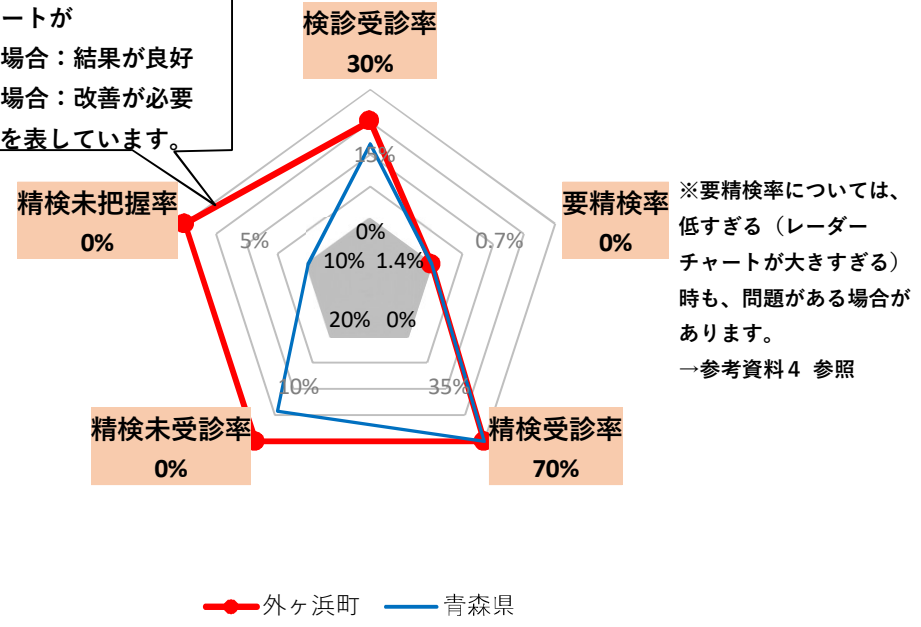 ートが
場合：結果が良好
場合：改善が必要
を表しています。
検診受診率
30%
精検未把握率
0%
要精検率
0%
※要精検率については、
低すぎる（レーダー
チャートが大きすぎる）
時も、問題がある場合が
あります。
→参考資料４ 参照
15%
5%
0.7%
0%
10%
1.4%
20%
0%
10%
35%
精検未受診率
0%
精検受診率
70%
外ヶ浜町
青森県